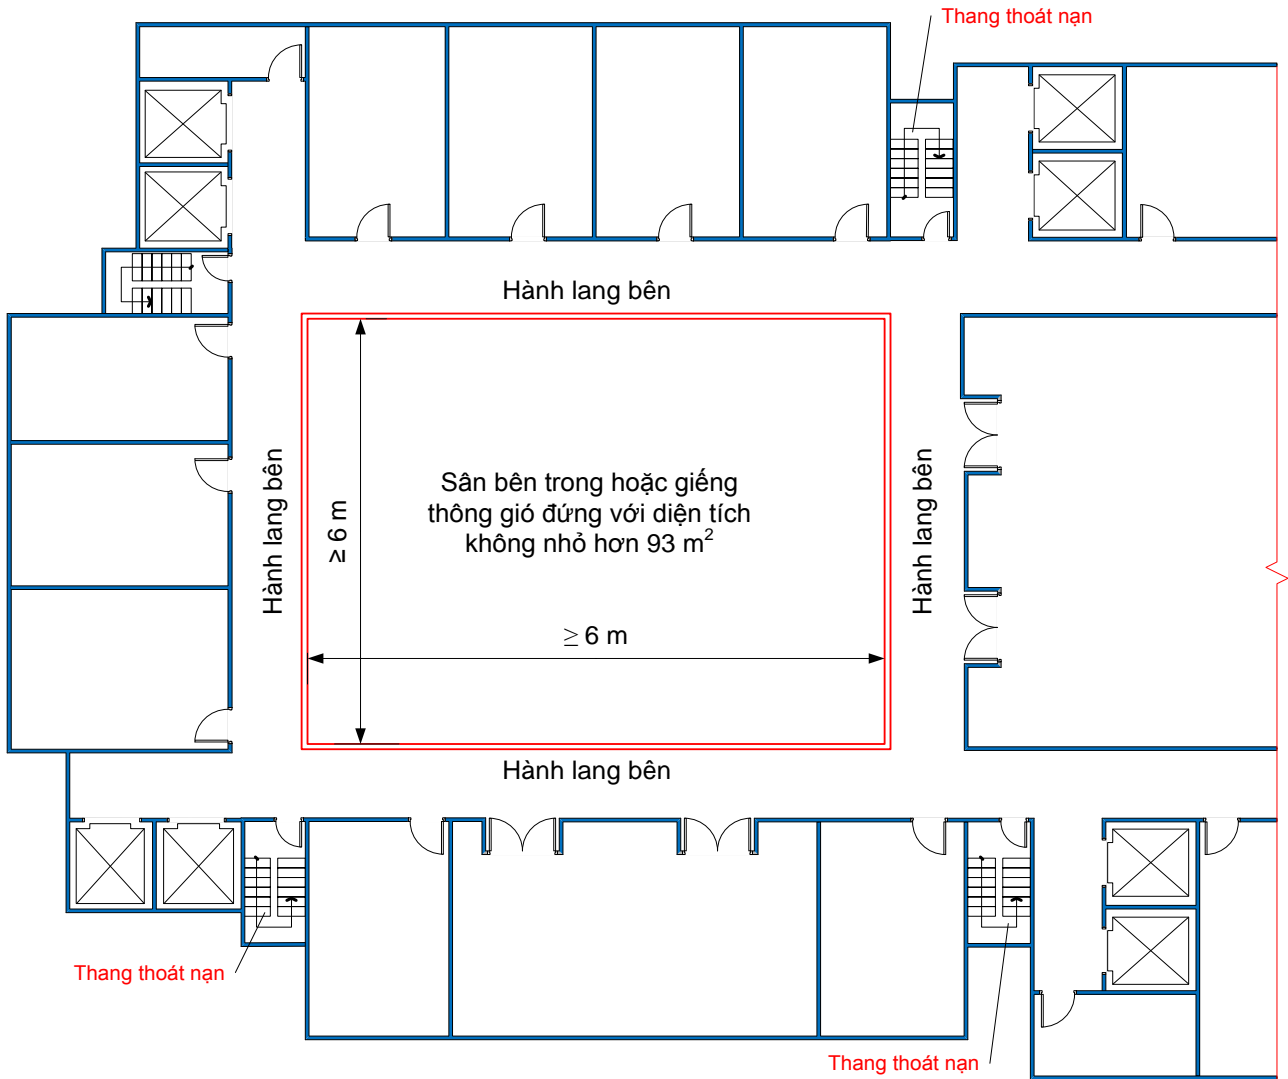 Thang thoát nạn
Hành lang bên
Sân bên trong hoặc giếng
thông gió đứng với diện tích
không nhỏ hơn 93 m²
≥ 6 m
≥ 6 m
Hành lang bên
Hành lang bên
Hành lang bên
Thang thoát nạn
Thang thoát nạn